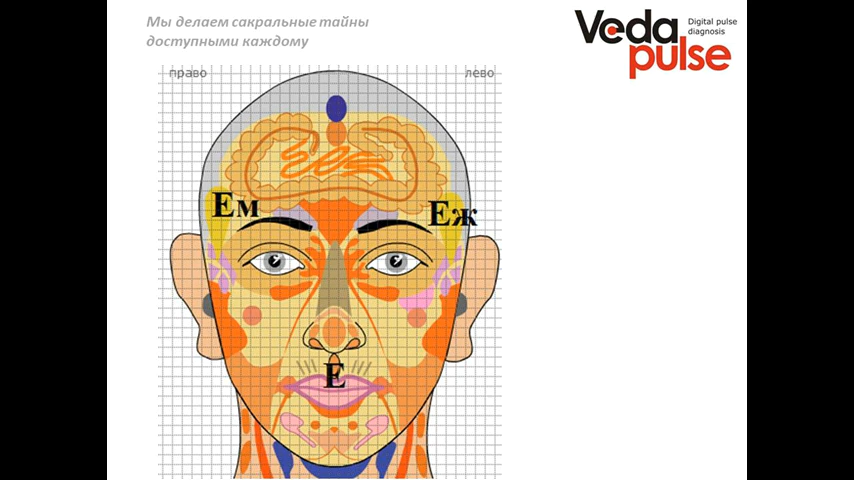 Мы делаем сакральные тайны
доступными каждому
Veda
pulse
Digital pulse
diagnosis
право
лево
Ем
Еж
Е